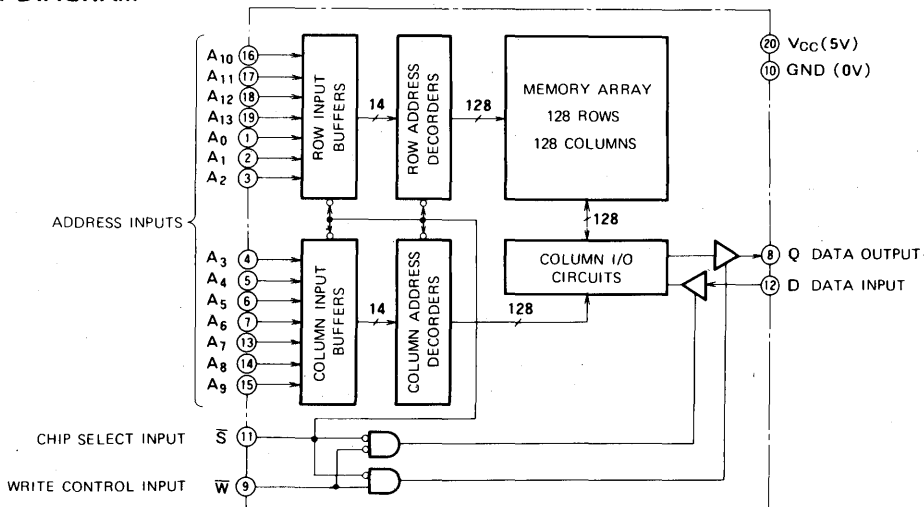 DIAGRAM
A10 16
A11 17
A12 18
A13 19
A0 1
A1 2
A2 3
ROW INPUT
BUFFERS
14
ROW ADDRESS
DECORDERS
128
MEMORY ARRAY
128 ROWS
128 COLUMNS
20 VCC (5V)
10 GND (0V)
ADDRESS INPUTS
128
A3 4
A4 5
A5 6
A6 7
A7 13
A8 14
A9 15
COLUMN INPUT
BUFFERS
14
COLUMN ADDRESS
DECORDERS
128
COLUMN I/O
CIRCUITS
8 Q DATA OUTPUT
12 D DATA INPUT
CHIP SELECT INPUT S̅ 11
WRITE CONTROL INPUT W̅ 9